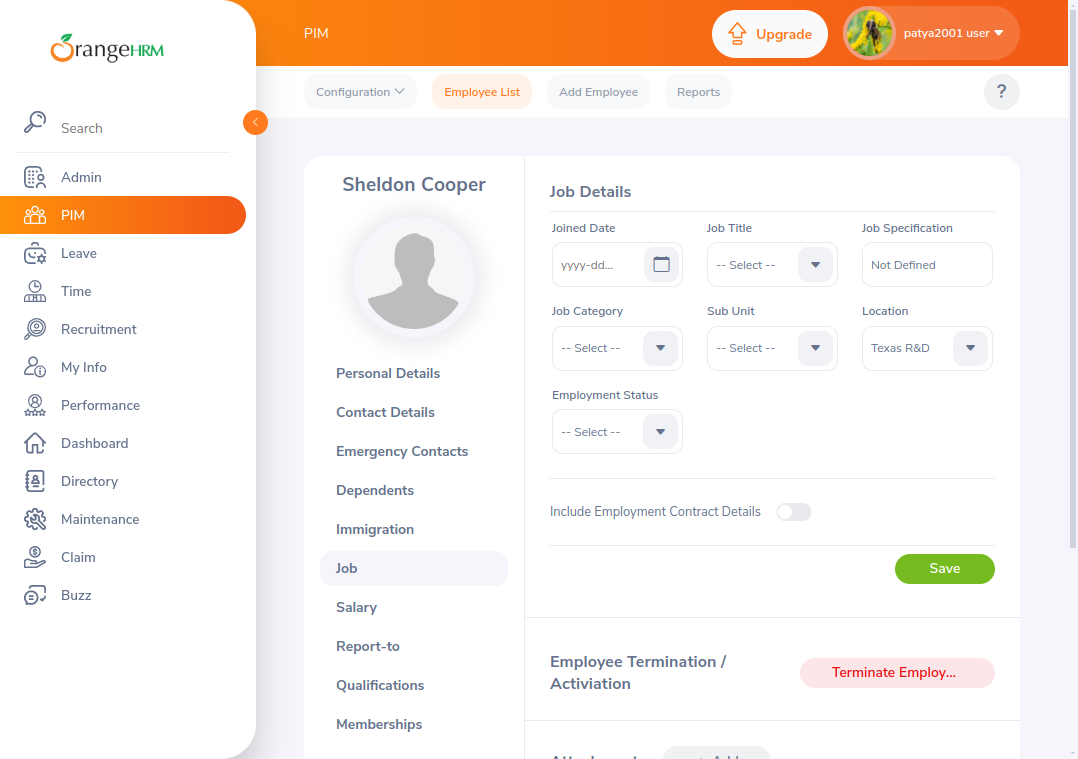 OrangeHRM
PIM
Upgrade
patya2001 user
Configuration
Employee List
Add Employee
Reports
?
Search
Admin
PIM
Leave
Time
Recruitment
My Info
Performance
Dashboard
Directory
Maintenance
Claim
Buzz
Sheldon Cooper
Personal Details
Contact Details
Emergency Contacts
Dependents
Immigration
Job
Salary
Report-to
Qualifications
Memberships
Job Details
Joined Date
Job Title
Job Specification
yyyy-dd...
-- Select --
Not Defined
Job Category
Sub Unit
Location
-- Select --
-- Select --
Texas R&D
Employment Status
-- Select --
Include Employment Contract Details
Save
Employee Termination /
Activiation
Terminate Employ...